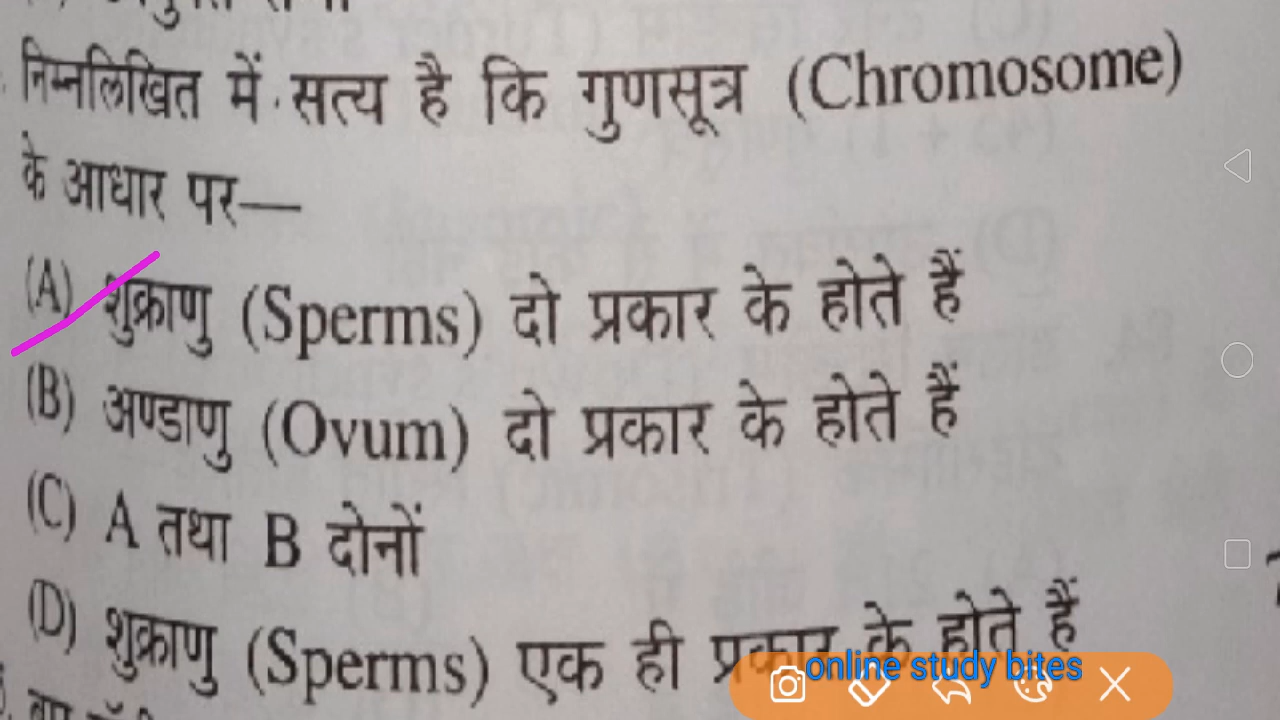 निम्नलिखित में सत्य है कि गुणसूत्र (Chromosome)
के आधार पर—
(A) शुक्राणु (Sperms) दो प्रकार के होते हैं
(B) अण्डाणु (Ovum) दो प्रकार के होते हैं
(C) A तथा B दोनों
(D) शुक्राणु (Sperms) एक ही प्रकार के होते हैं
online study bites